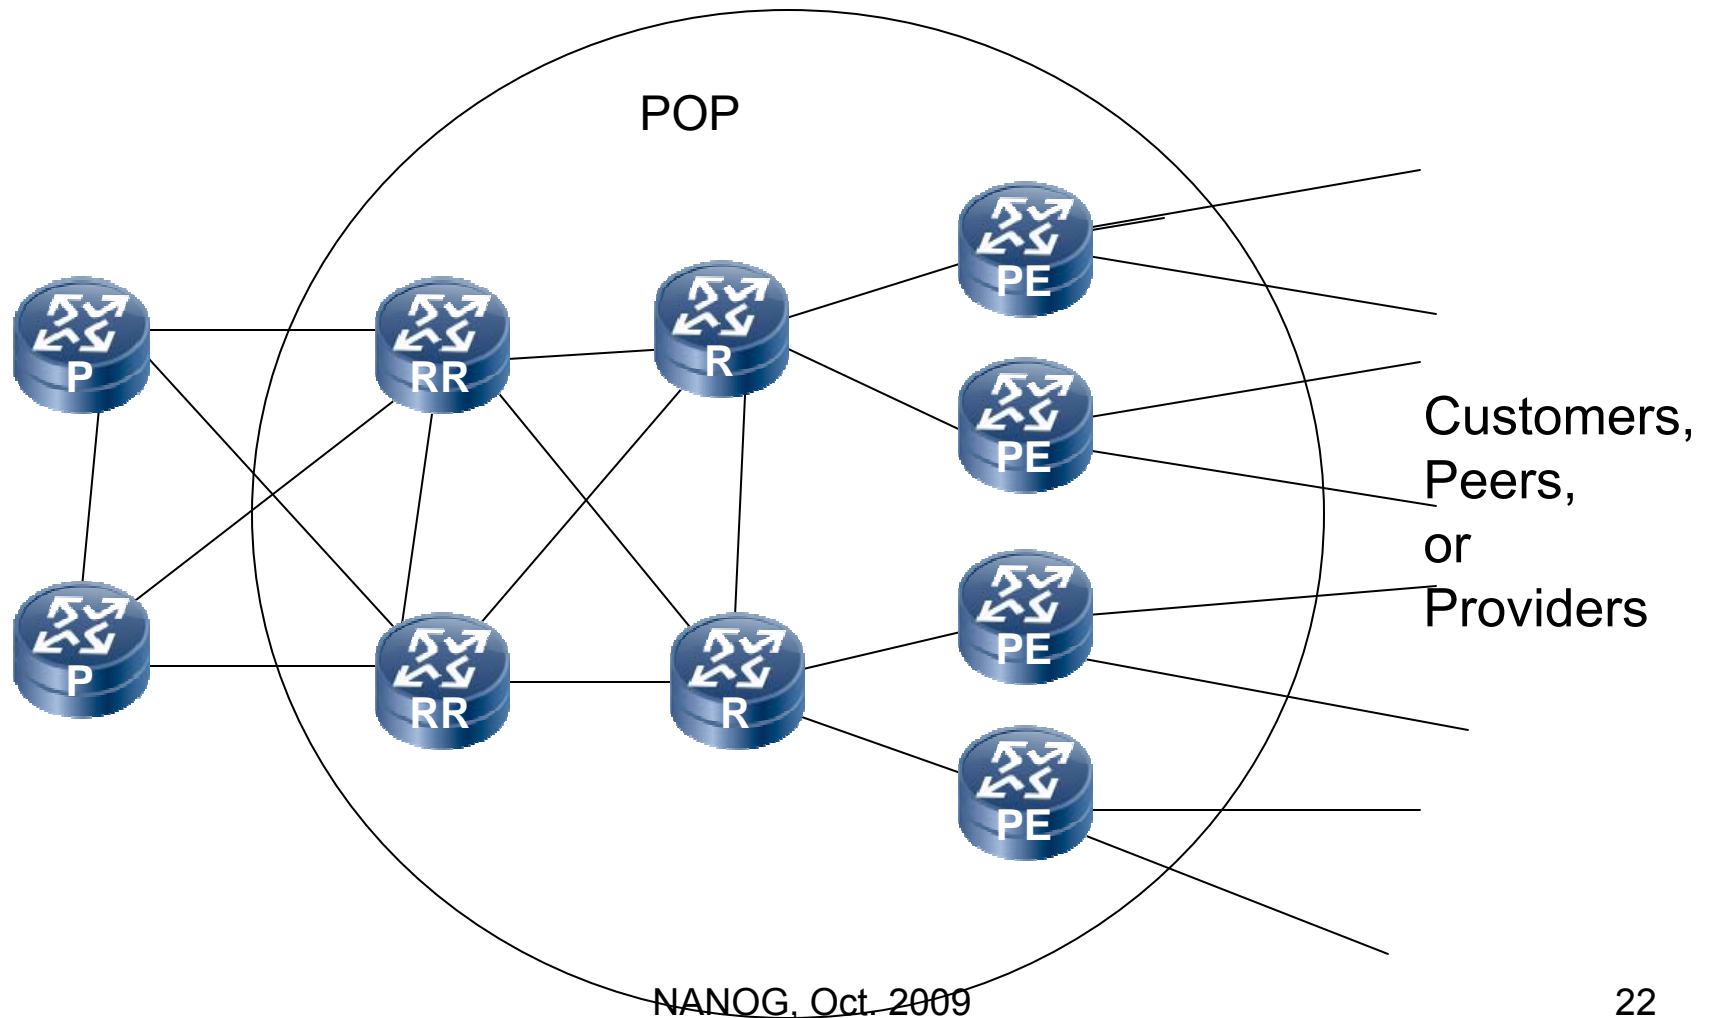 POP
PE
P
RR
R
PE
Customers,
Peers,
or
Providers
PE
P
RR
R
PE
NANOG, Oct. 2009
22